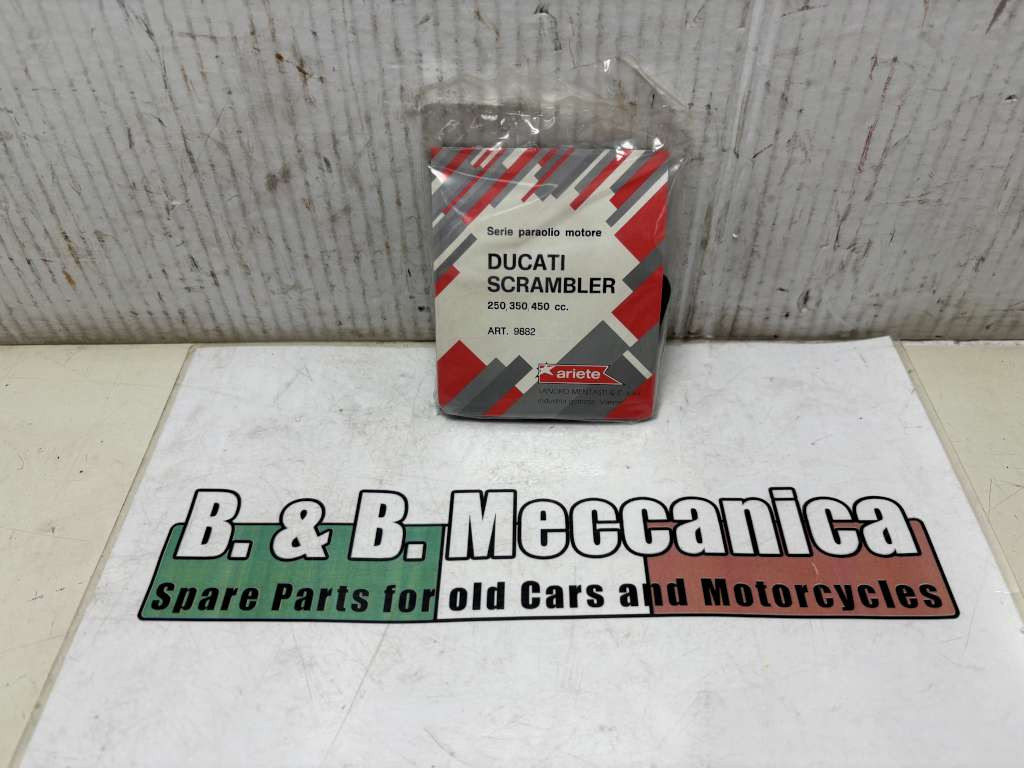 Serie paraolio motore
DUCATI
SCRAMBLER
250, 350, 450 cc.
ART. 9882
ariete
B. & B. Meccanica
Spare Parts for old Cars and Motorcycles